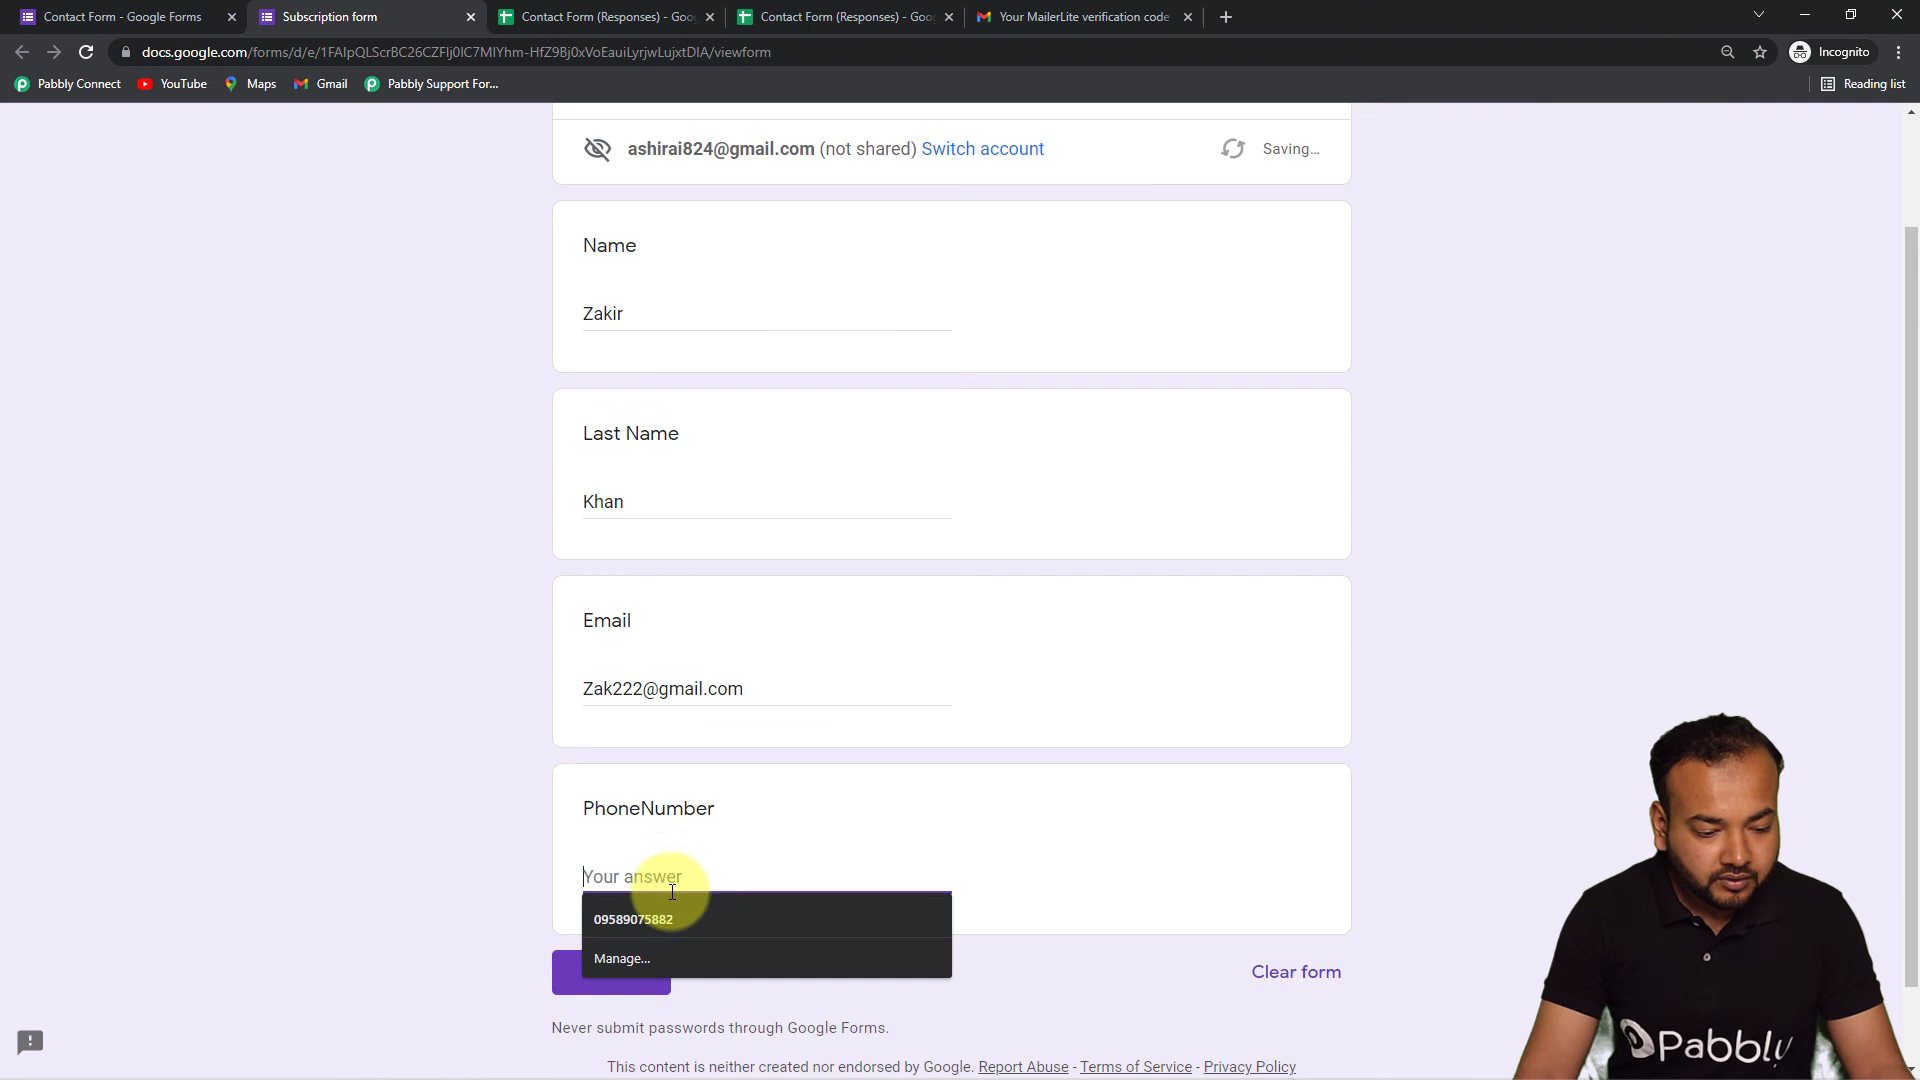 Contact Form - Google Forms
Subscription form
Contact Form (Responses) - Goo
Contact Form (Responses) - Goo
Your MailerLite verification code
docs.google.com/forms/d/e/1FAIpQLScrBC26CZFlj0lC7MlYhm-HfZ9Bj0xVoEauiLyrjwLujxtDIA/viewform
Incognito
Pabbly Connect
YouTube
Maps
Gmail
Pabbly Support For...
Reading list
ashirai824@gmail.com (not shared) Switch account
Saving...
Name
Zakir
Last Name
Khan
Email
Zak222@gmail.com
PhoneNumber
Your answer
09589075882
Manage...
Clear form
Never submit passwords through Google Forms.
This content is neither created nor endorsed by Google. Report Abuse - Terms of Service - Privacy Policy
Pabbly